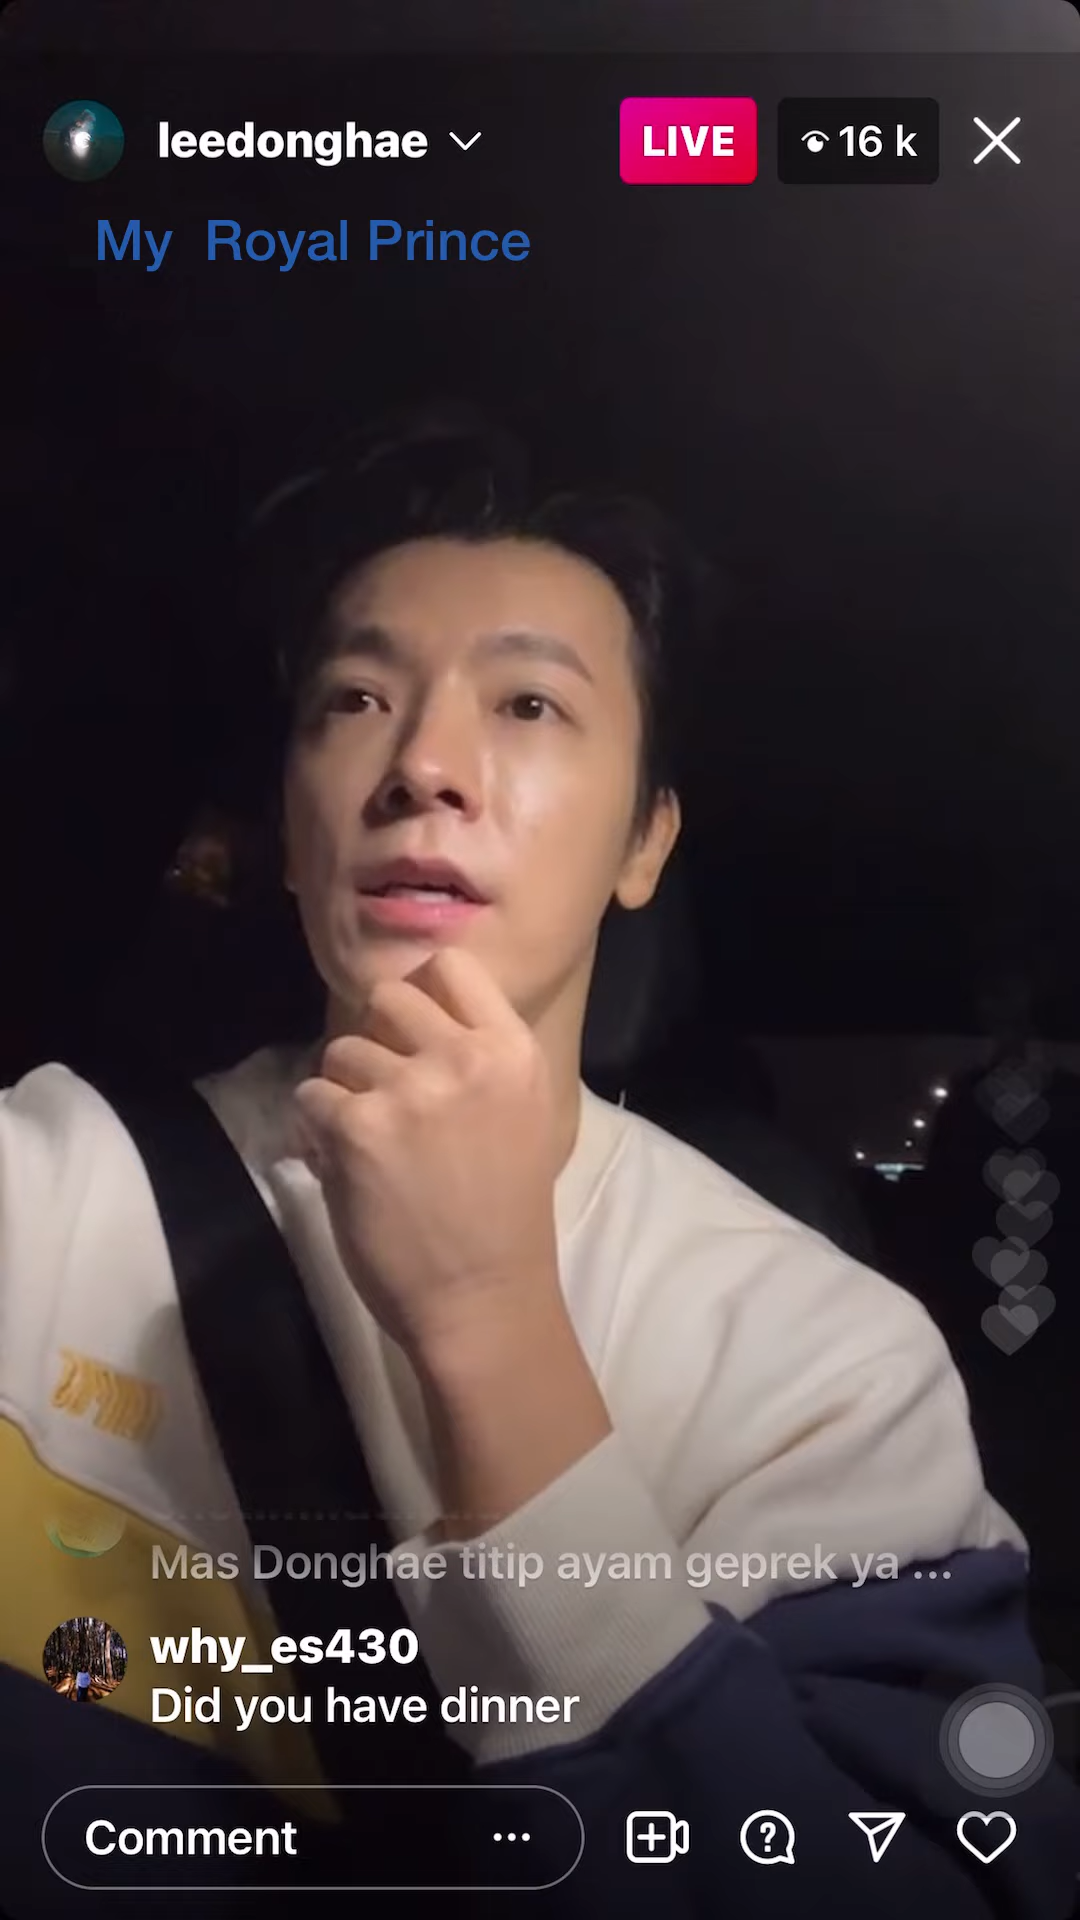 leedonghae
LIVE
16 k
My Royal Prince
Mas Donghae titip ayam geprek ya ...
why_es430
Did you have dinner
Comment